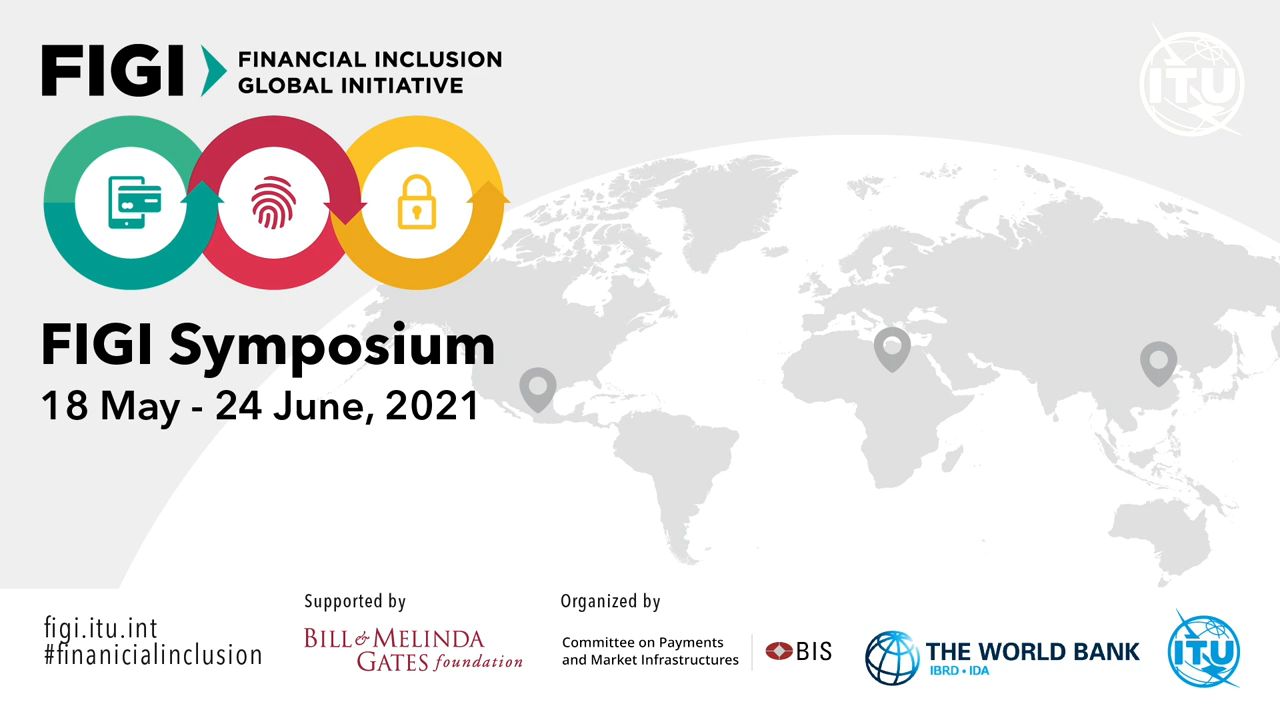 FIGI
FINANCIAL INCLUSION
GLOBAL INITIATIVE
ITU
FIGI Symposium
18 May - 24 June, 2021
figi.itu.int
#finanicialinclusion
Supported by
BILL & MELINDA
GATES foundation
Organized by
Committee on Payments
and Market Infrastructures
BIS
THE WORLD BANK
IBRD • IDA
ITU